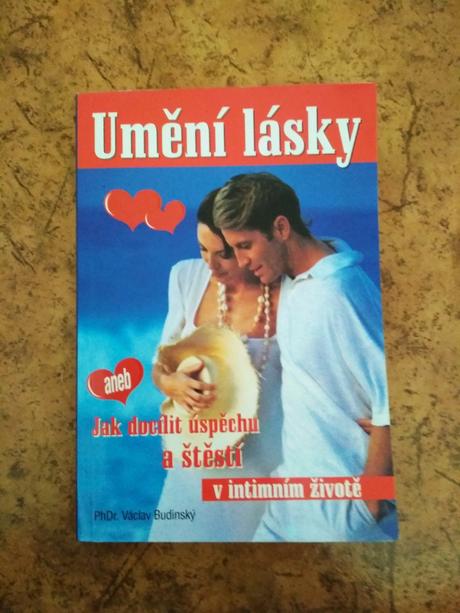 Umění lásky
aneb
Jak docílit úspěchu
a štěstí
v intimním životě
PhDr. Václav Budinský